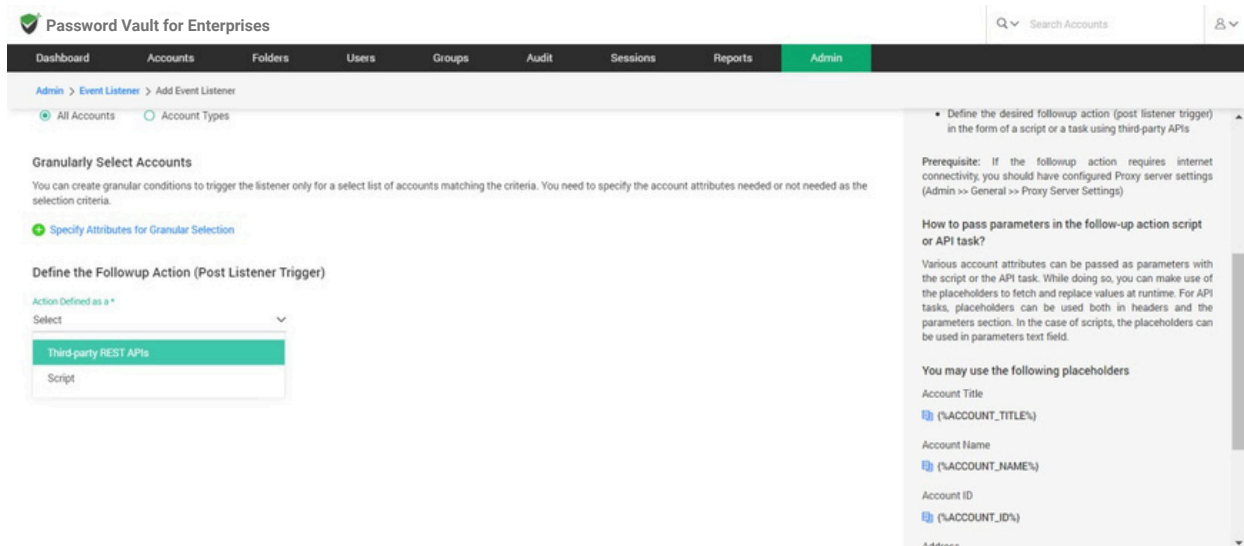 Password Vault for Enterprises
Search Accounts
Dashboard Accounts Folders Users Groups Audit Sessions Reports Admin
Admin > Event Listener > Add Event Listener
All Accounts Account Types
Granularly Select Accounts
You can create granular conditions to trigger the listener only for a select list of accounts matching the criteria. You need to specify the account attributes needed or not needed as the
selection criteria.
Specify Attributes for Granular Selection
Define the Followup Action (Post Listener Trigger)
Action Defined as a *
Select
Third-party REST APIs
Script
• Define the desired followup action (post listener trigger)
in the form of a script or a task using third-party APIs
Prerequisite: If the followup action requires internet
connectivity, you should have configured Proxy server settings
(Admin >> General >> Proxy Server Settings)
How to pass parameters in the follow-up action script
or API task?
Various account attributes can be passed as parameters with
the script or the API task. While doing so, you can make use of
the placeholders to fetch and replace values at runtime. For API
tasks, placeholders can be used both in headers and the
parameters section. In the case of scripts, the placeholders can
be used in parameters text field.
You may use the following placeholders
Account Title
(%ACCOUNT_TITLE%)
Account Name
(%ACCOUNT_NAME%)
Account ID
(%ACCOUNT_ID%)
Address